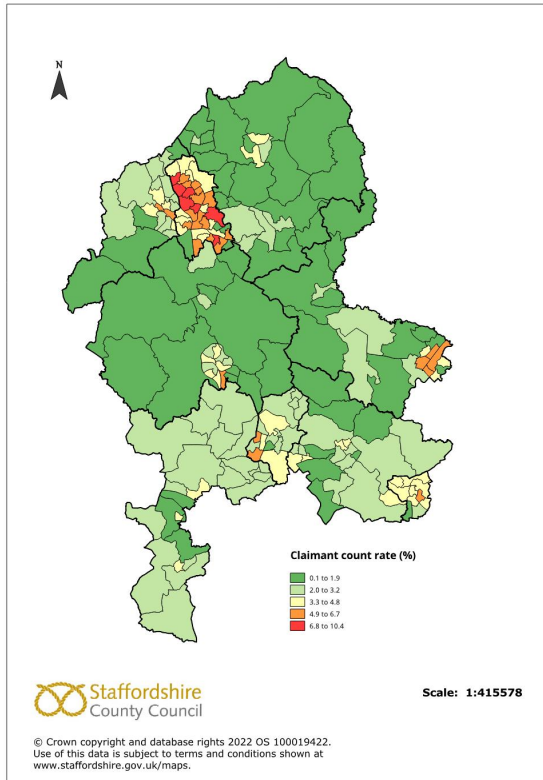 N
Claimant count rate (%)
0.1 to 1.9
2.0 to 3.2
3.3 to 4.8
4.9 to 6.7
6.8 to 10.4
Staffordshire
County Council
Scale: 1:415578
© Crown copyright and database rights 2022 OS 100019422.
Use of this data is subject to terms and conditions shown at
www.staffordshire.gov.uk/maps.